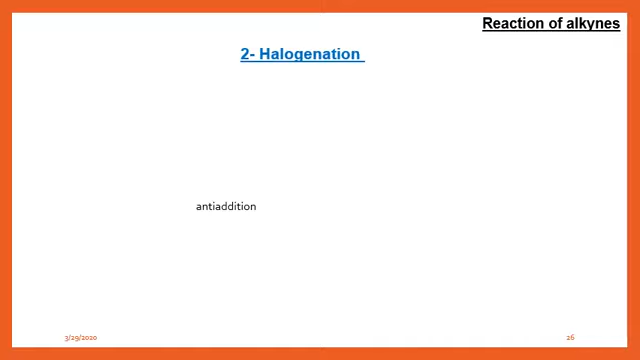 Reaction of alkynes
2- Halogenation
antiaddition
3/29/2020
26